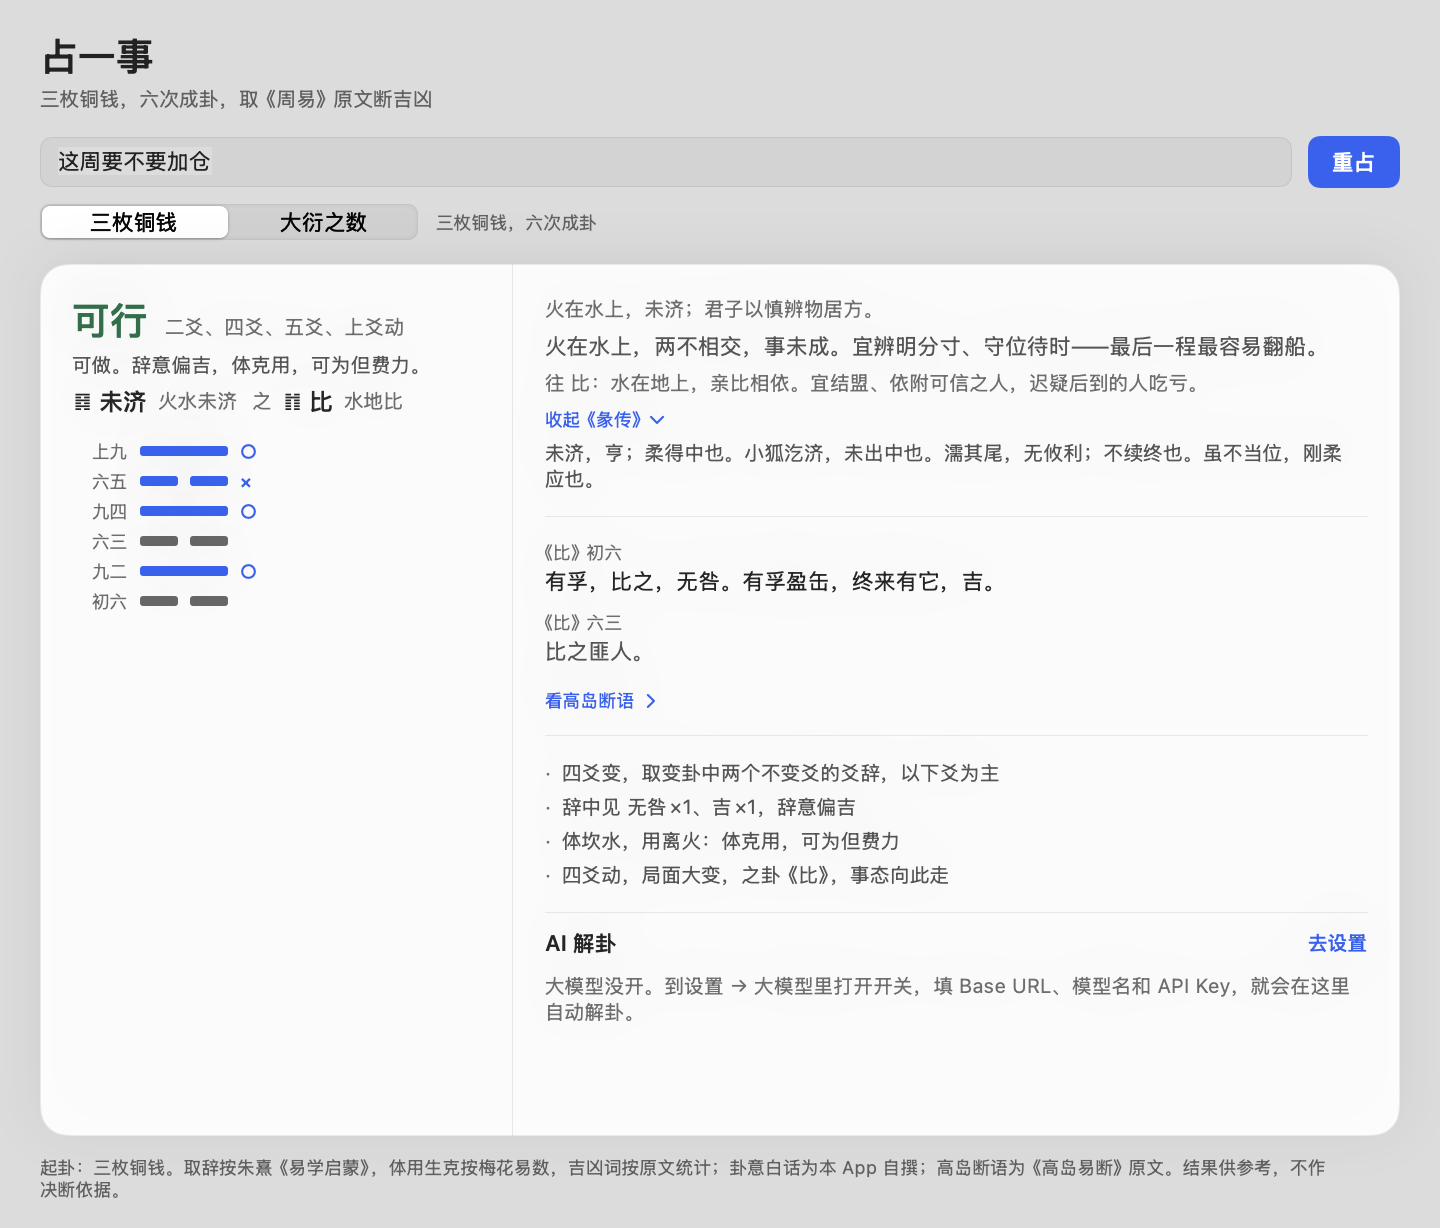 占一事
三枚铜钱，六次成卦，取《周易》原文断吉凶
这周要不要加仓
重占
三枚铜钱
大衍之数
三枚铜钱，六次成卦
可行 二爻、四爻、五爻、上爻动
可做。辞意偏吉，体克用，可为但费力。
䷿ 未济 火水未济 之 ䷇ 比 水地比
上九 ○
六五 ×
九四 ○
六三
九二 ○
初六
火在水上，未济；君子以慎辨物居方。
火在水上，两不相交，事未成。宜辨明分寸、守位待时——最后一程最容易翻船。
往 比：水在地上，亲比相依。宜结盟、依附可信之人，迟疑后到的人吃亏。
收起《彖传》
未济，亨；柔得中也。小狐汔济，未出中也。濡其尾，无攸利；不续终也。虽不当位，刚柔
应也。
《比》初六
有孚，比之，无咎。有孚盈缶，终来有它，吉。
《比》六三
比之匪人。
看高岛断语
· 四爻变，取变卦中两个不变爻的爻辞，以下爻为主
· 辞中见 无咎×1、吉×1，辞意偏吉
· 体坎水，用离火：体克用，可为但费力
· 四爻动，局面大变，之卦《比》，事态向此走
AI 解卦
去设置
大模型没开。到设置 → 大模型里打开开关，填 Base URL、模型名和 API Key，就会在这里
自动解卦。
起卦：三枚铜钱。取辞按朱熹《易学启蒙》，体用生克按梅花易数，吉凶词按原文统计；卦意白话为本 App 自撰；高岛断语为《高岛易断》原文。结果供参考，不作
决断依据。